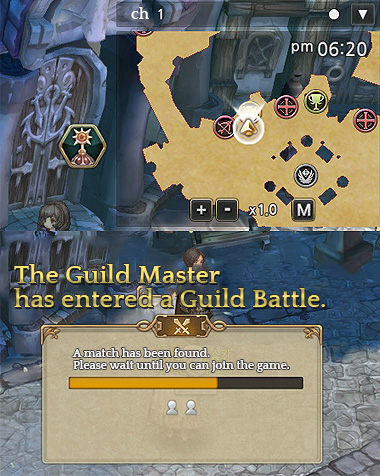 ch 1
pm 06:20
+ - x1.0 M
The Guild Master
has entered a Guild Battle.
A match has been found.
Please wait until you can join the game.